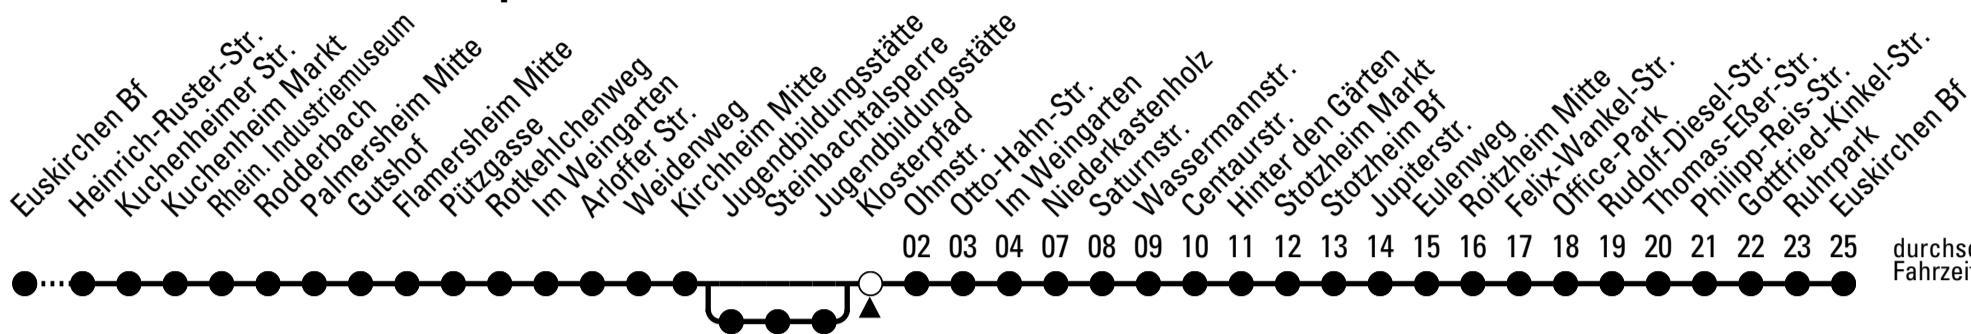 Euskirchen Bf
Heinrich-Ruster-Str.
Kuchenheimer Str.
Kuchenheim Markt
Rhein. Industriemuseum
Rodderbach
Palmersheim Mitte
Gutshof
Flamersheim Mitte
Pützgasse
Rotkehlchenweg
Im Weingarten
Arloffer Str.
Weidenweg
Kirchheim Mitte
Jugendbildungsstätte
Steinbachtalsperre
Jugendbildungsstätte
Klosterpfad
Ohmstr.
Otto-Hahn-Str.
Im Weingarten
Niederkastenholz
Saturnstr.
Wassermannstr.
Centaurstr.
Hinter den Gärten
Stotzheim Markt
Stotzheim Bf
Jupiterstr.
Eulenweg
Roitzheim Mitte
Felix-Wankel-Str.
Office-Park
Rudolf-Diesel-Str.
Thomas-Eßer-Str.
Philipp-Reis-Str.
Gottfried-Kinkel-Str.
Ruhrpark
Euskirchen Bf
02 03 04 07 08 09 10 11 12 13 14 15 16 17 18 19 20 21 22 23 25